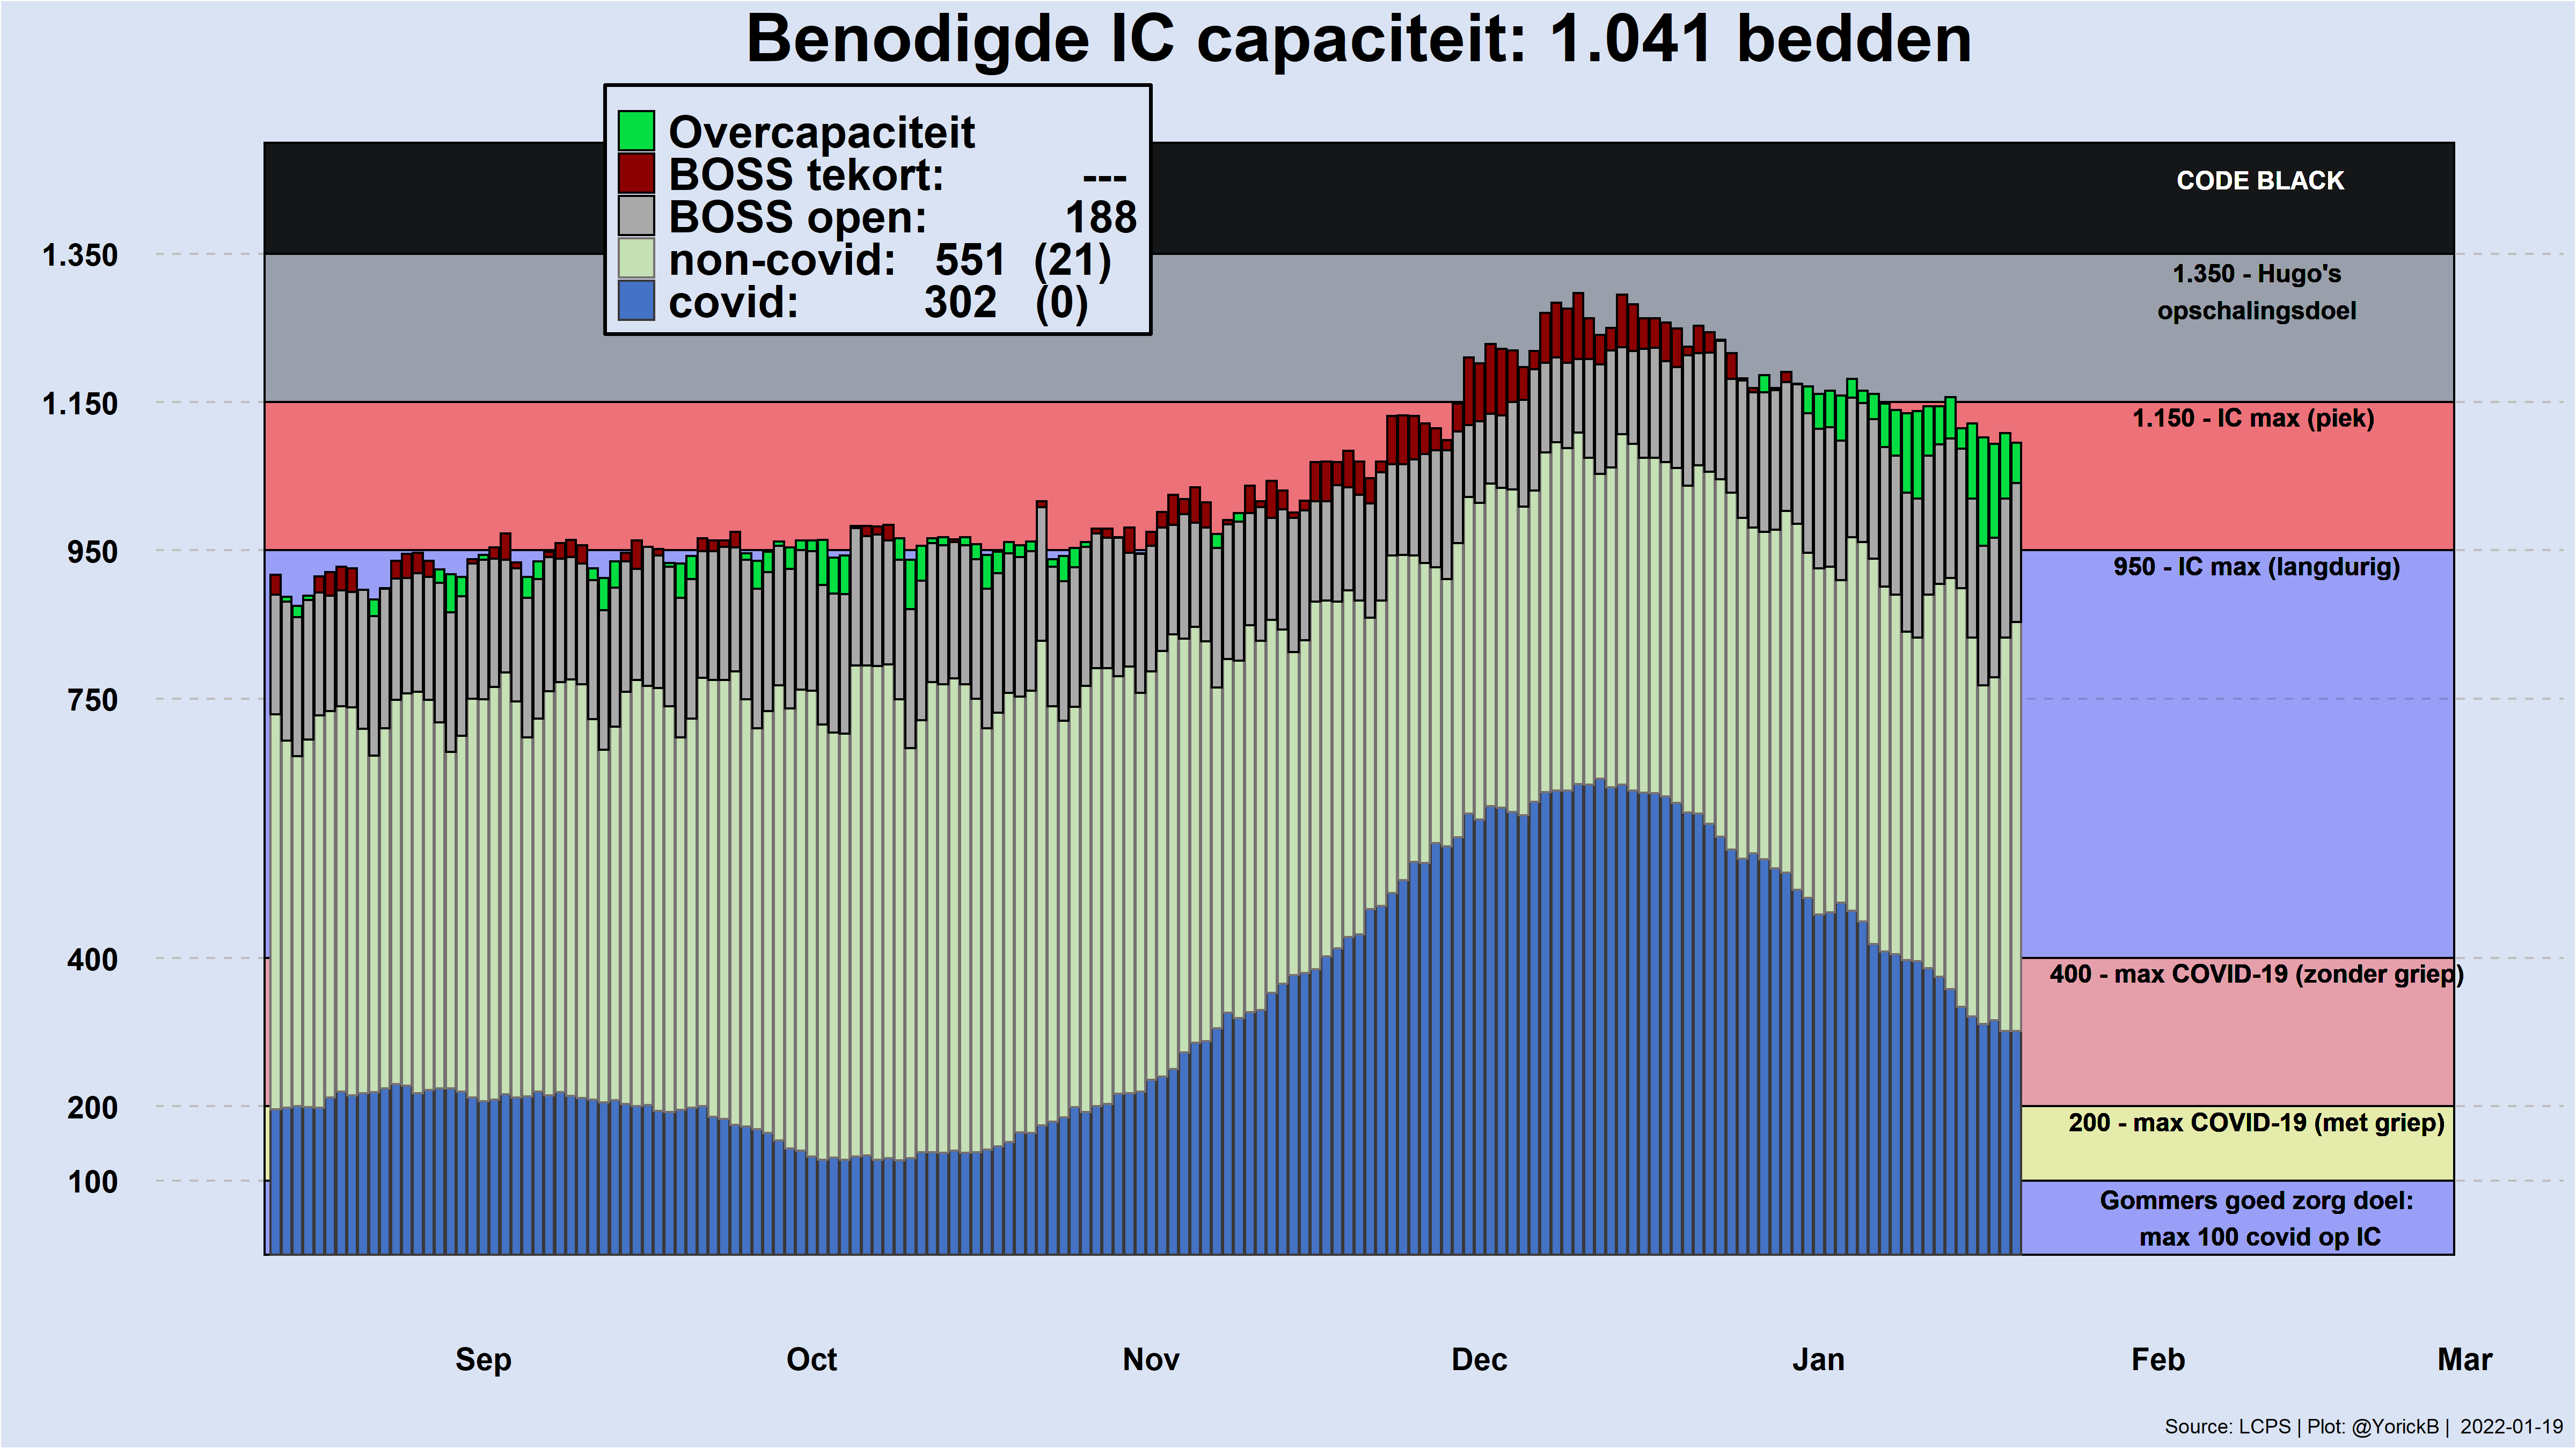 Benodigde IC capaciteit: 1.041 bedden
Overcapaciteit
BOSS tekort: ---
BOSS open: 188
non-covid: 551 (21)
covid: 302 (0)
CODE BLACK
1.350
1.350 - Hugo's
opschalingsdoel
1.150
1.150 - IC max (piek)
950
950 - IC max (langdurig)
750
400
400 - max COVID-19 (zonder griep)
200
200 - max COVID-19 (met griep)
100
Gommers goed zorg doel:
max 100 covid op IC
Sep Oct Nov Dec Jan Feb Mar
Source: LCPS | Plot: @YorickB | 2022-01-19